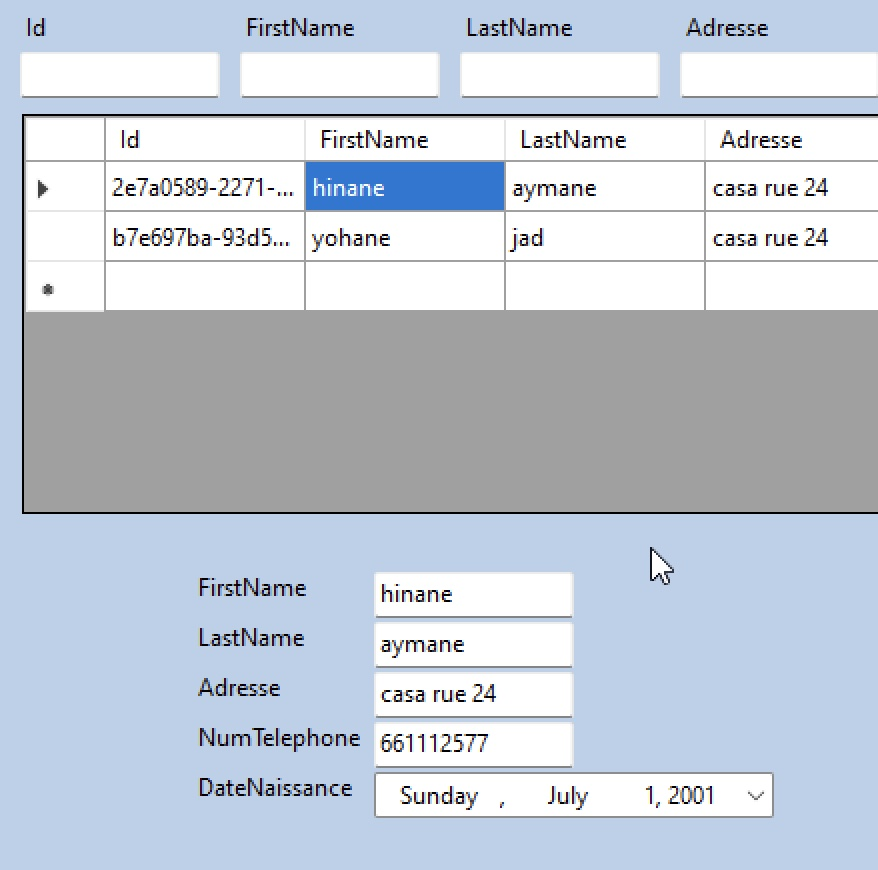 Id FirstName LastName Adresse
Id FirstName LastName Adresse
2e7a0589-2271-... hinane aymane casa rue 24
b7e697ba-93d5... yohane jad casa rue 24
FirstName hinane
LastName aymane
Adresse casa rue 24
NumTelephone 661112577
DateNaissance Sunday , July 1, 2001